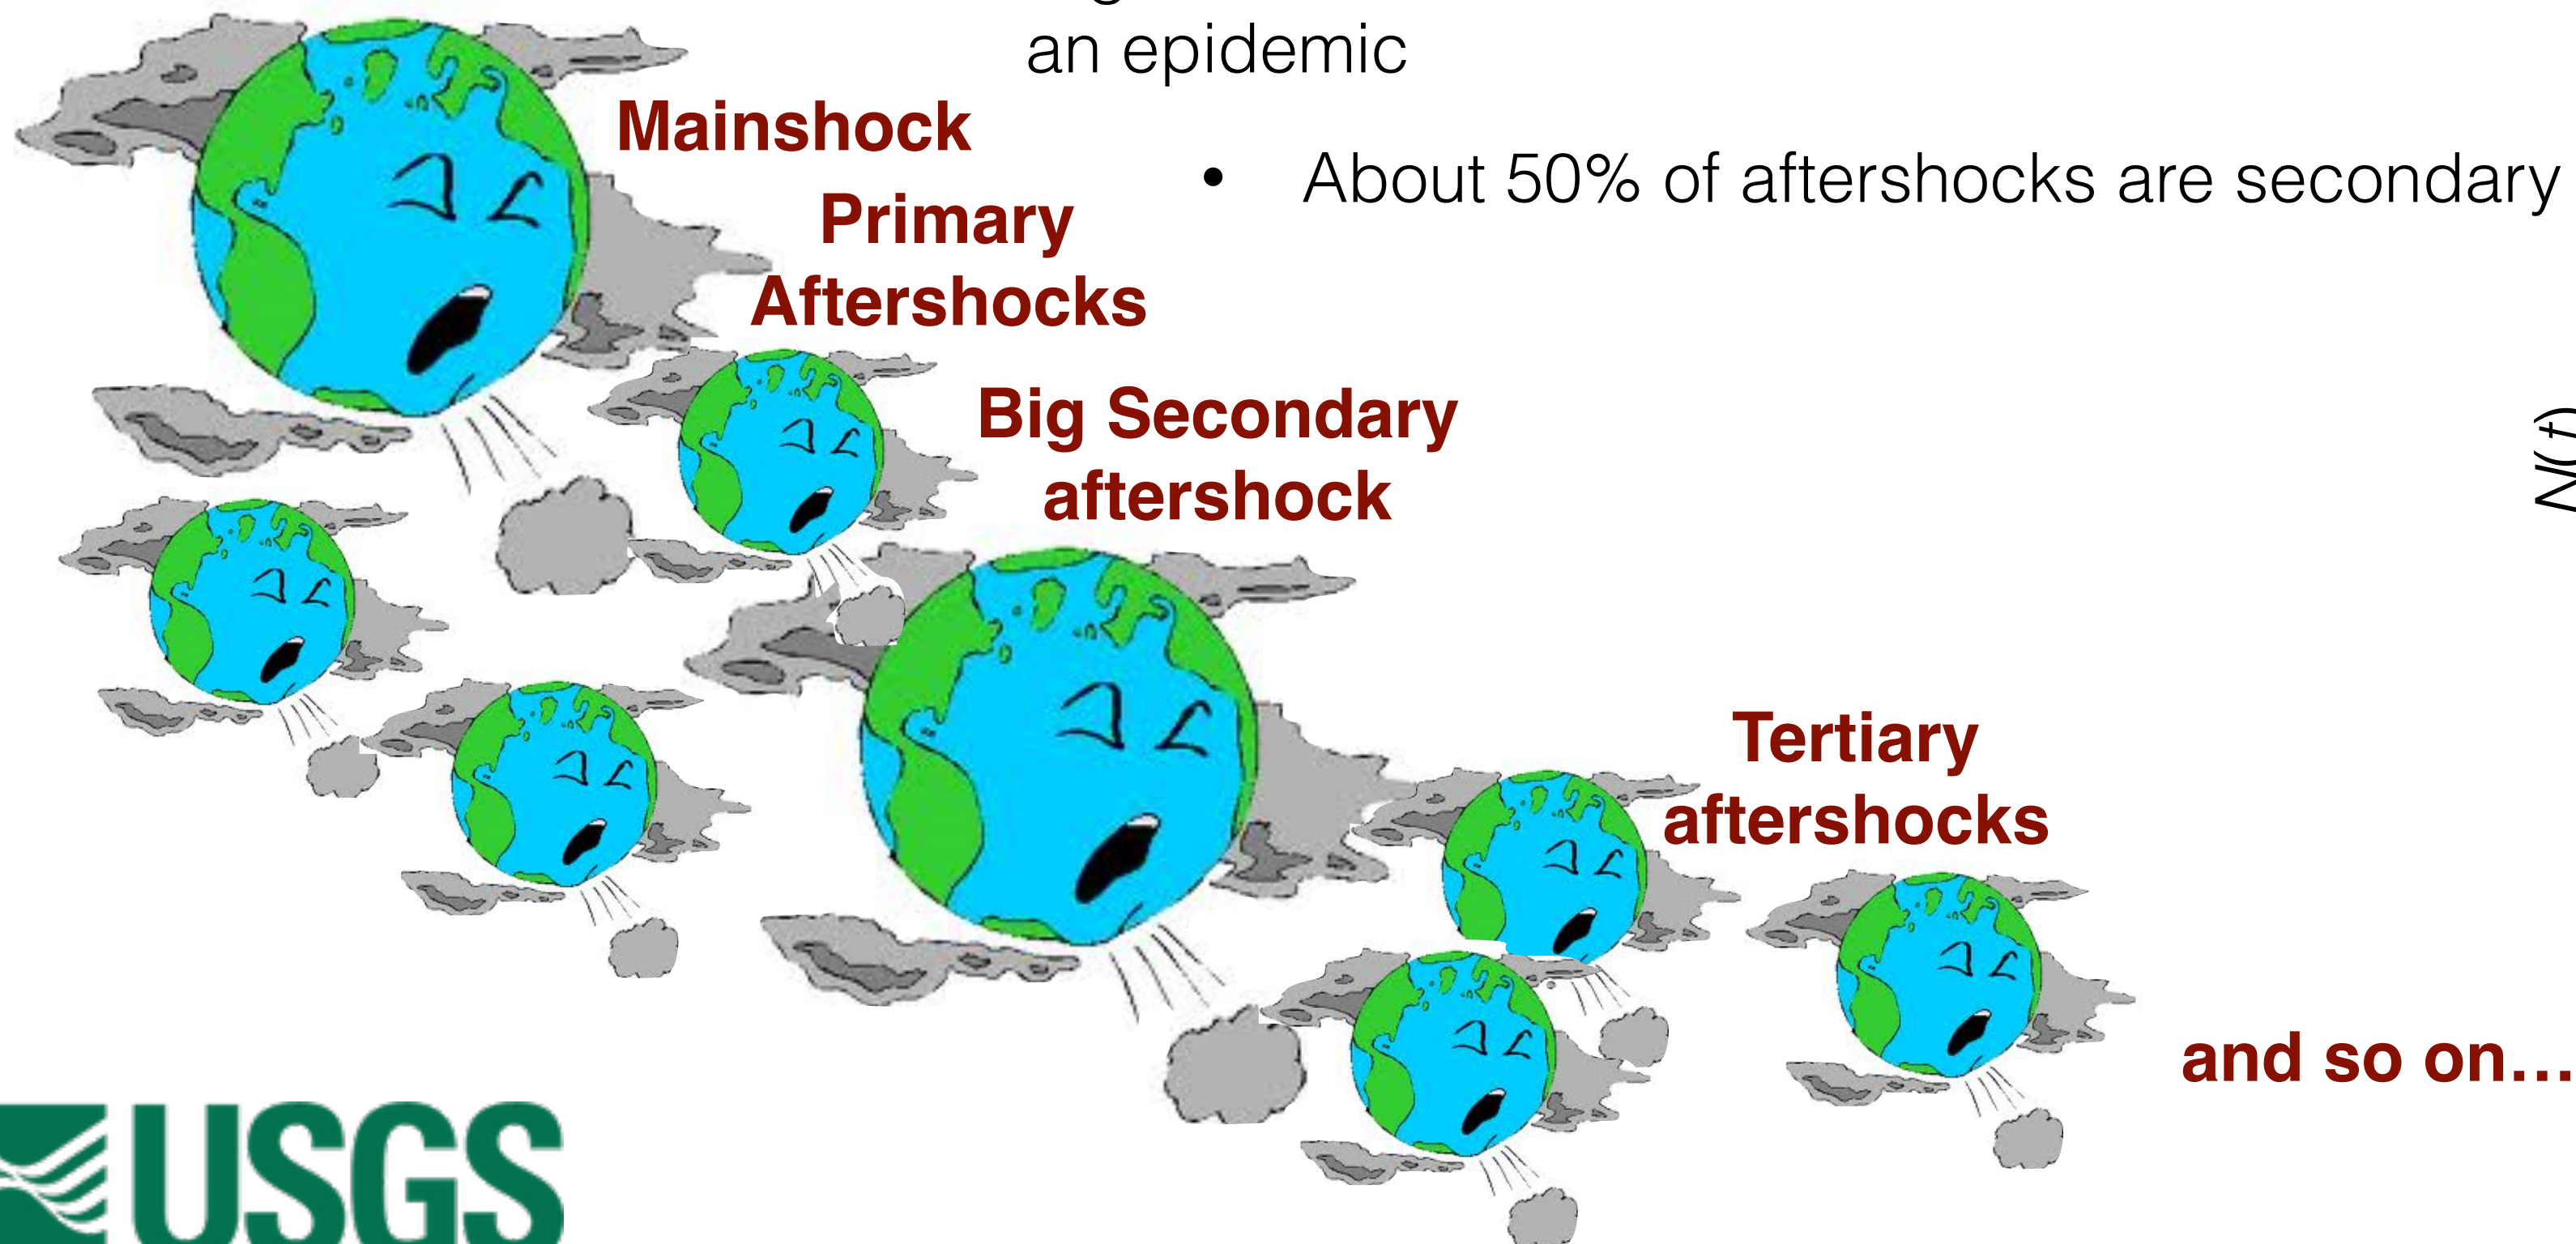 an epidemic
Mainshock
• About 50% of aftershocks are secondary
Primary
Aftershocks
Big Secondary
aftershock
N(t)
Tertiary
aftershocks
and so on...
USGS